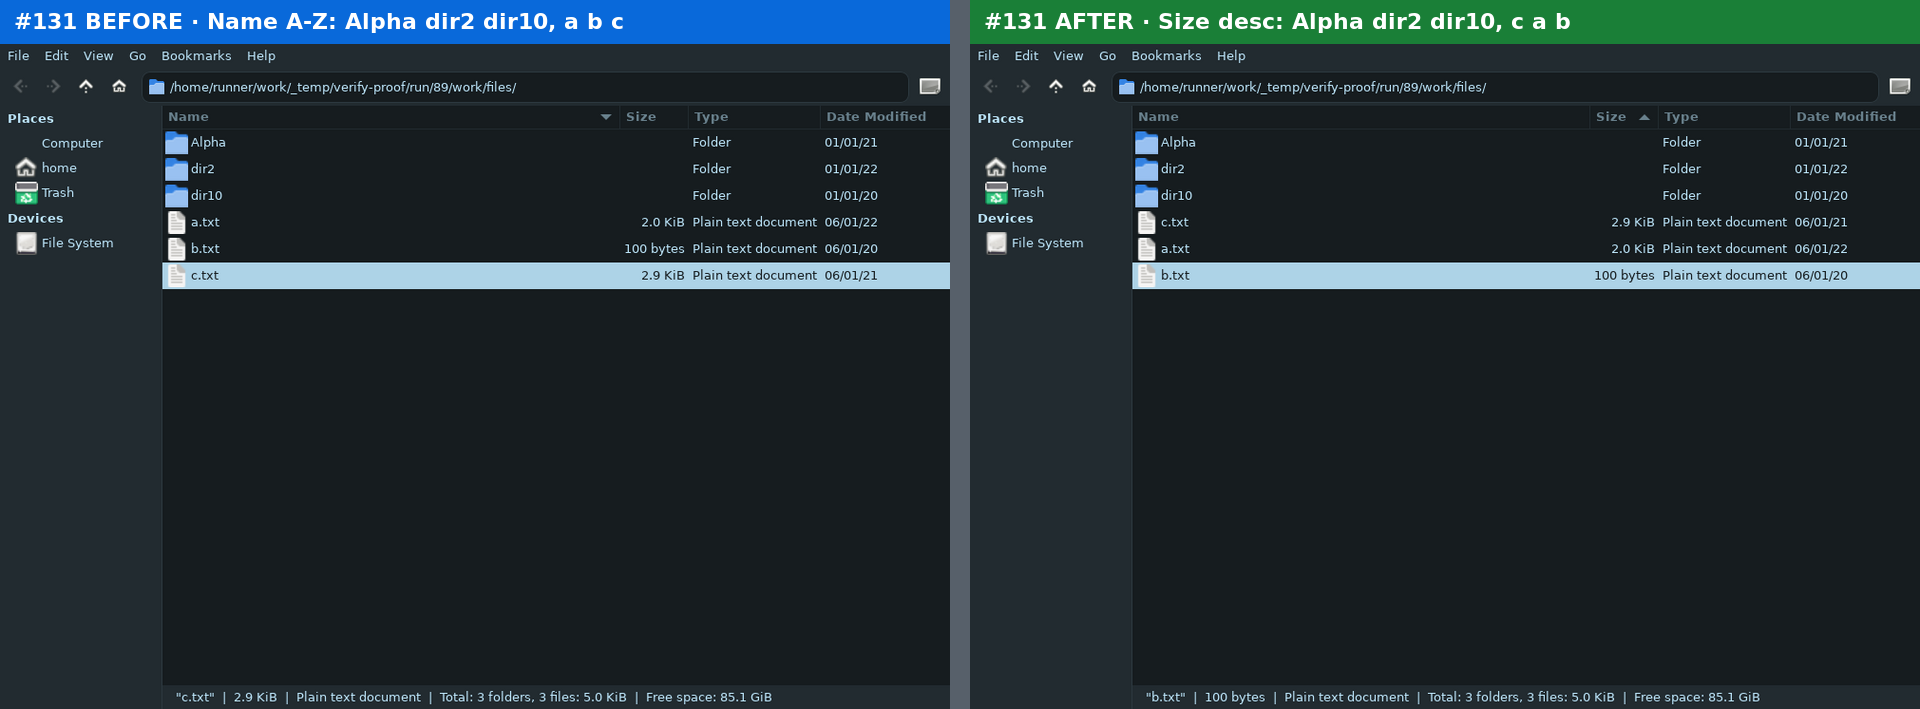 #131 BEFORE · Name A-Z: Alpha dir2 dir10, a b c
File Edit View Go Bookmarks Help
/home/runner/work/_temp/verify-proof/run/89/work/files/
Places
Computer
home
Trash
Devices
File System
Name Size Type Date Modified
Alpha Folder 01/01/21
dir2 Folder 01/01/22
dir10 Folder 01/01/20
a.txt 2.0 KiB Plain text document 06/01/22
b.txt 100 bytes Plain text document 06/01/20
c.txt 2.9 KiB Plain text document 06/01/21
"c.txt" | 2.9 KiB | Plain text document | Total: 3 folders, 3 files: 5.0 KiB | Free space: 85.1 GiB
#131 AFTER · Size desc: Alpha dir2 dir10, c a b
File Edit View Go Bookmarks Help
/home/runner/work/_temp/verify-proof/run/89/work/files/
Places
Computer
home
Trash
Devices
File System
Name Size Type Date Modified
Alpha Folder 01/01/21
dir2 Folder 01/01/22
dir10 Folder 01/01/20
c.txt 2.9 KiB Plain text document 06/01/21
a.txt 2.0 KiB Plain text document 06/01/22
b.txt 100 bytes Plain text document 06/01/20
"b.txt" | 100 bytes | Plain text document | Total: 3 folders, 3 files: 5.0 KiB | Free space: 85.1 GiB